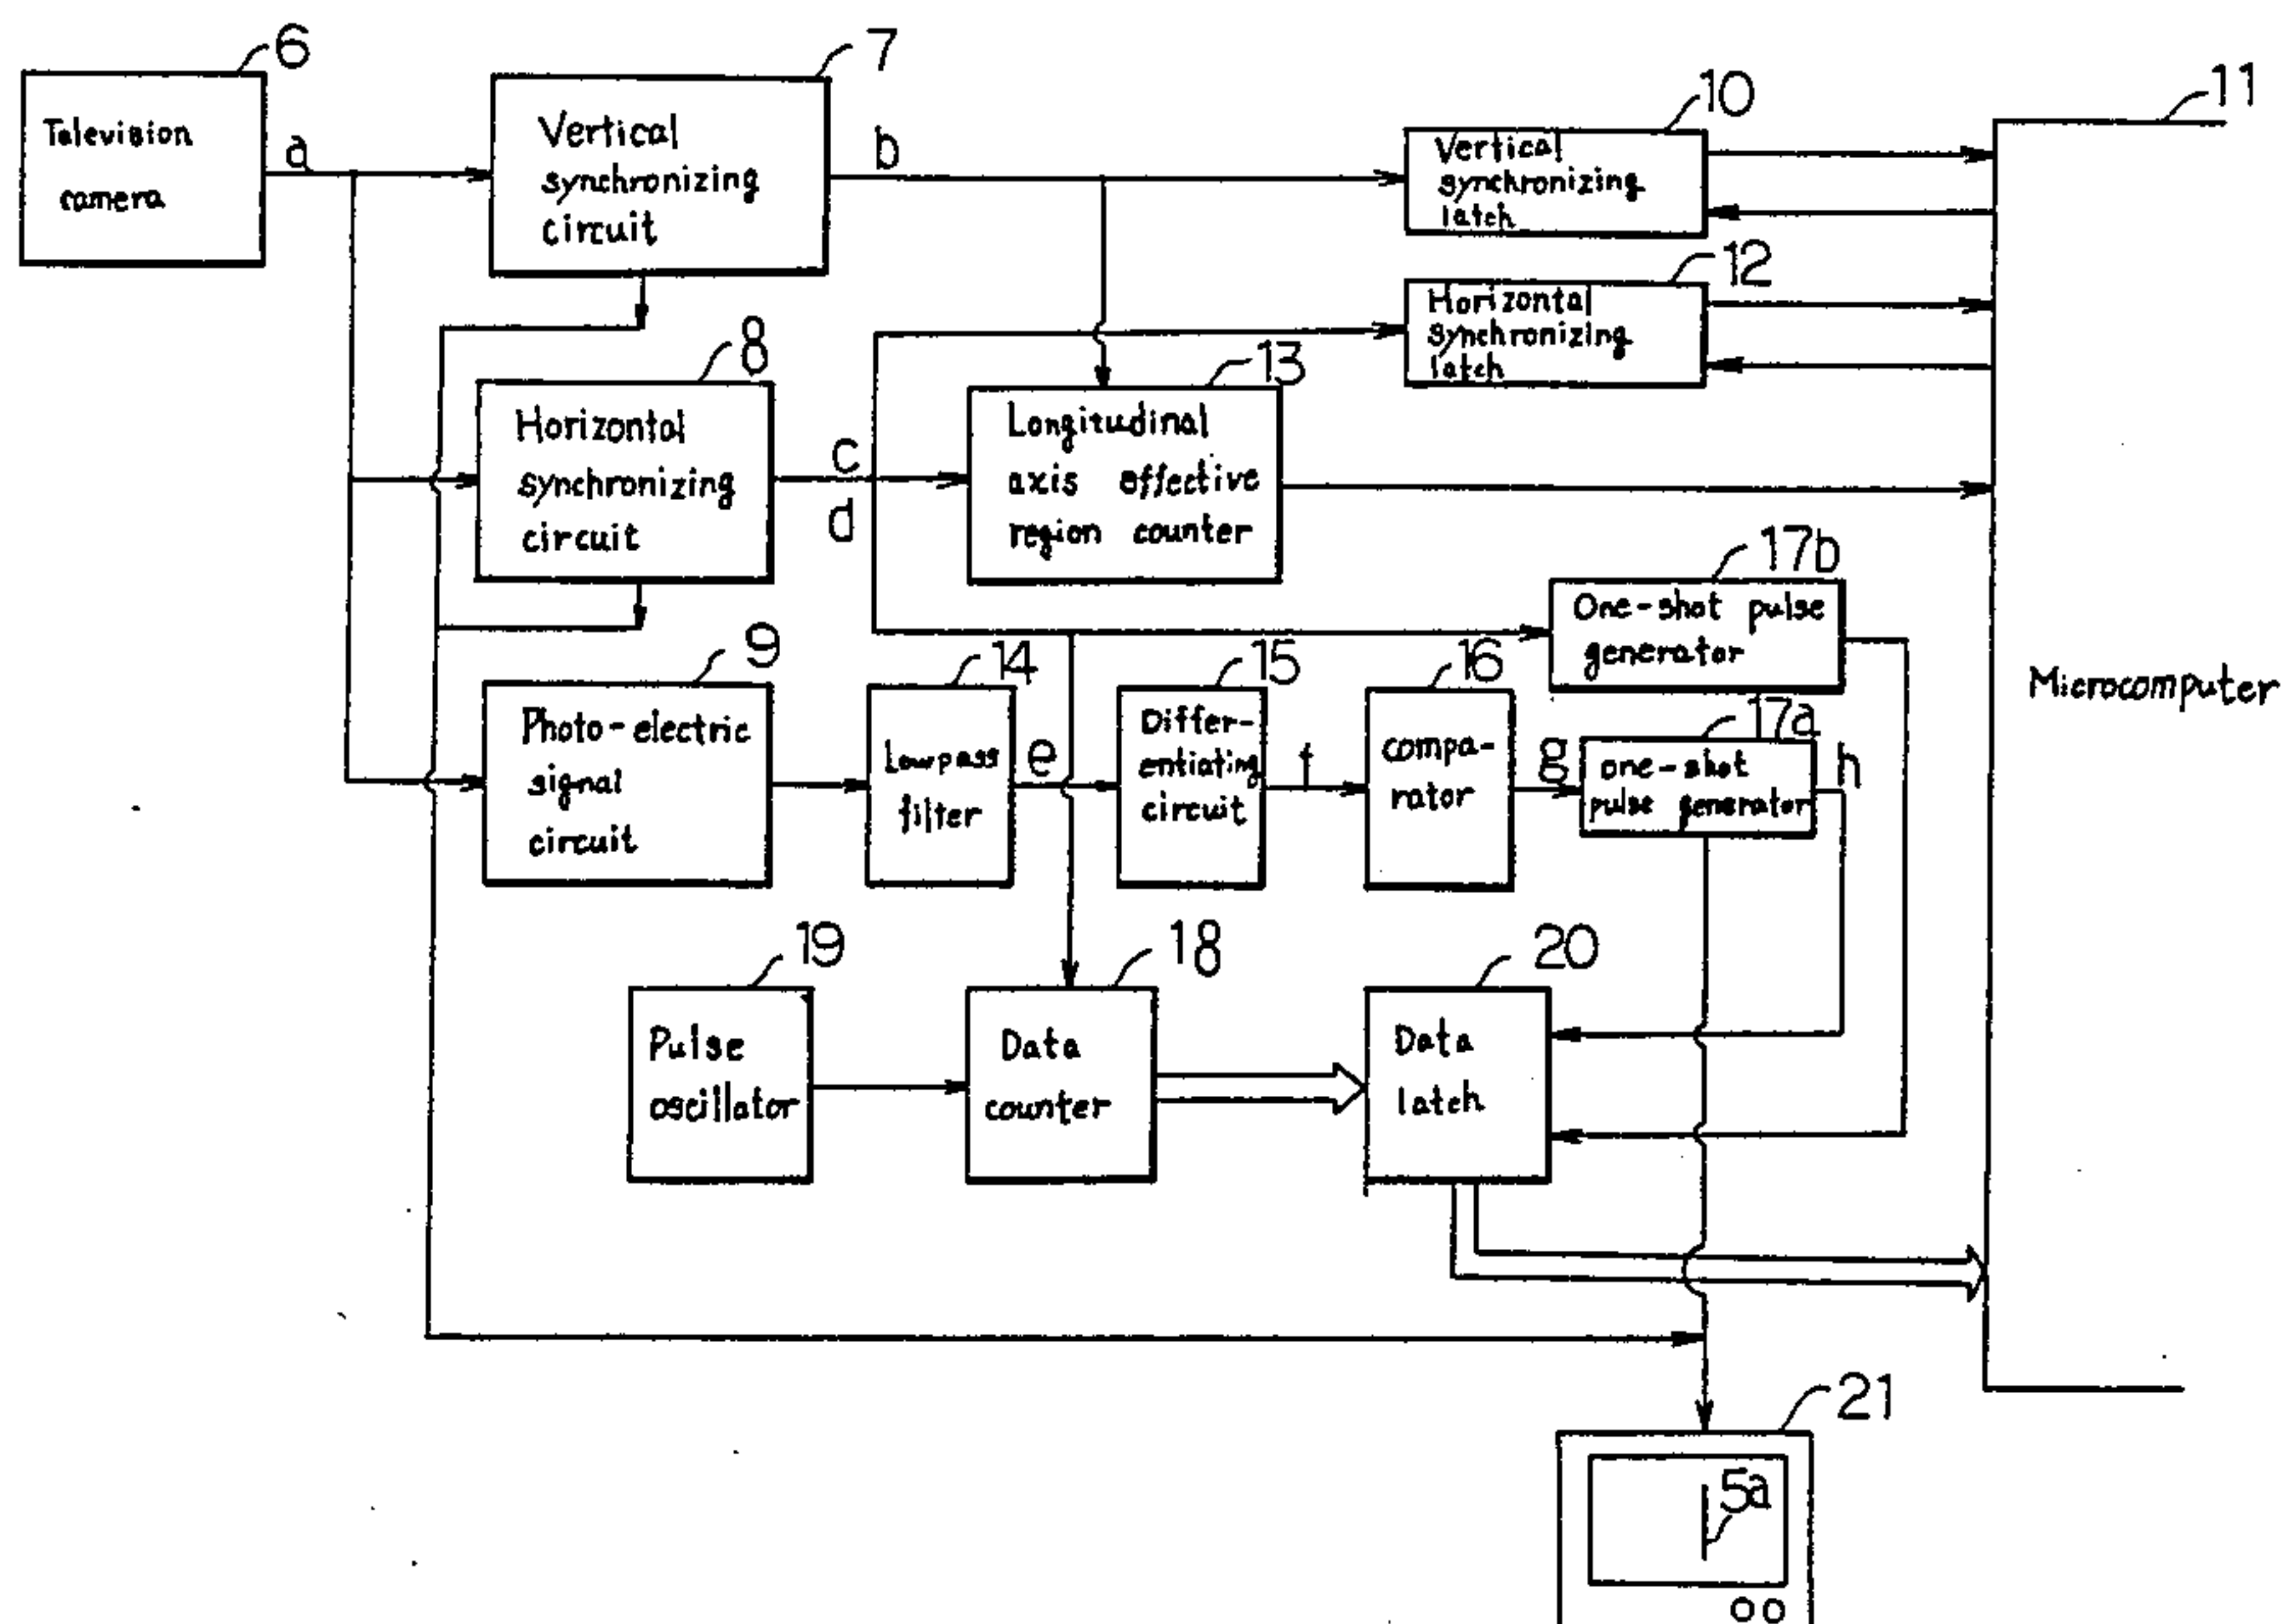 6
Television
camera
a
7
Vertical
synchronizing
circuit
b
10
Vertical
synchronizing
latch
11
Microcomputer
12
Horizontal
synchronizing
latch
8
Horizontal
synchronizing
circuit
c
d
13
Longitudinal
axis effective
region counter
17b
One-shot pulse
generator
9
Photo-electric
signal
circuit
14
Lowpass
filter
e
15
Differ-
entiating
circuit
f
16
compa-
rator
g
17a
one-shot
pulse generator
h
19
Pulse
oscillator
18
Data
counter
20
Data
latch
21
5a